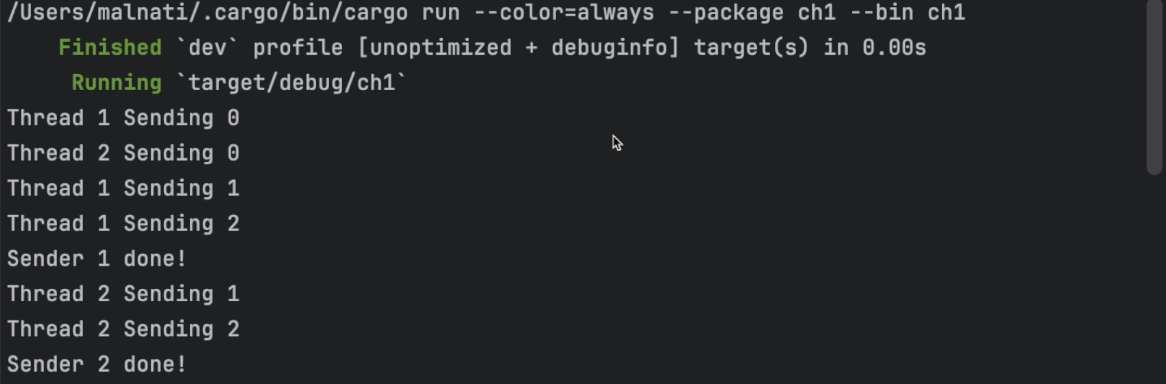 /Users/malnati/.cargo/bin/cargo run --color=always --package ch1 --bin ch1
Finished `dev` profile [unoptimized + debuginfo] target(s) in 0.00s
Running `target/debug/ch1`
Thread 1 Sending 0
Thread 2 Sending 0
Thread 1 Sending 1
Thread 1 Sending 2
Sender 1 done!
Thread 2 Sending 1
Thread 2 Sending 2
Sender 2 done!